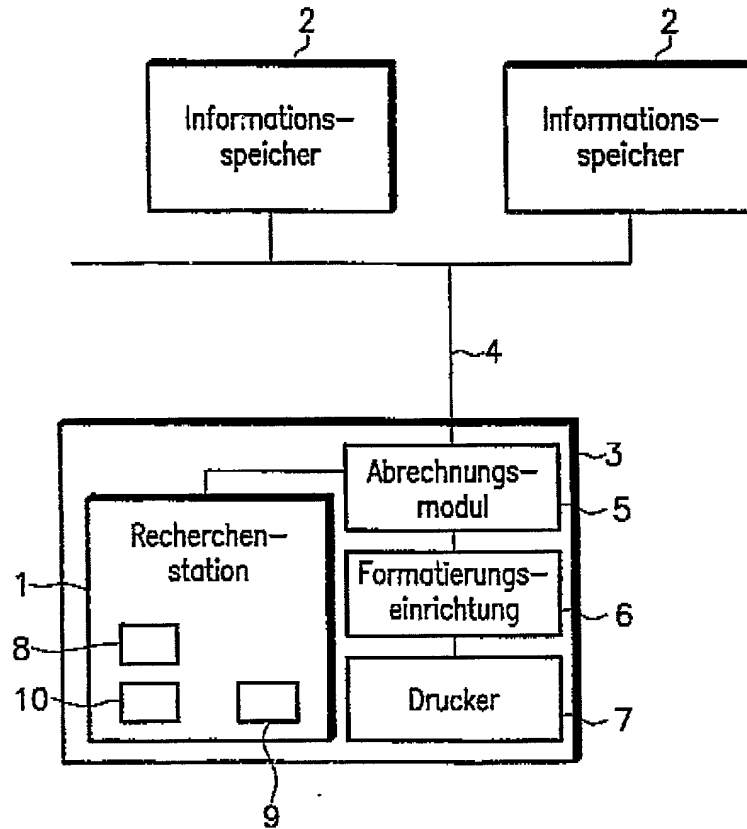 2
2
Informations-
speicher
Informations-
speicher
4
3
Abrechnungs-
modul
5
Recherchen-
station
1
Formatierungs-
einrichtung
6
8
10
Drucker
7
9